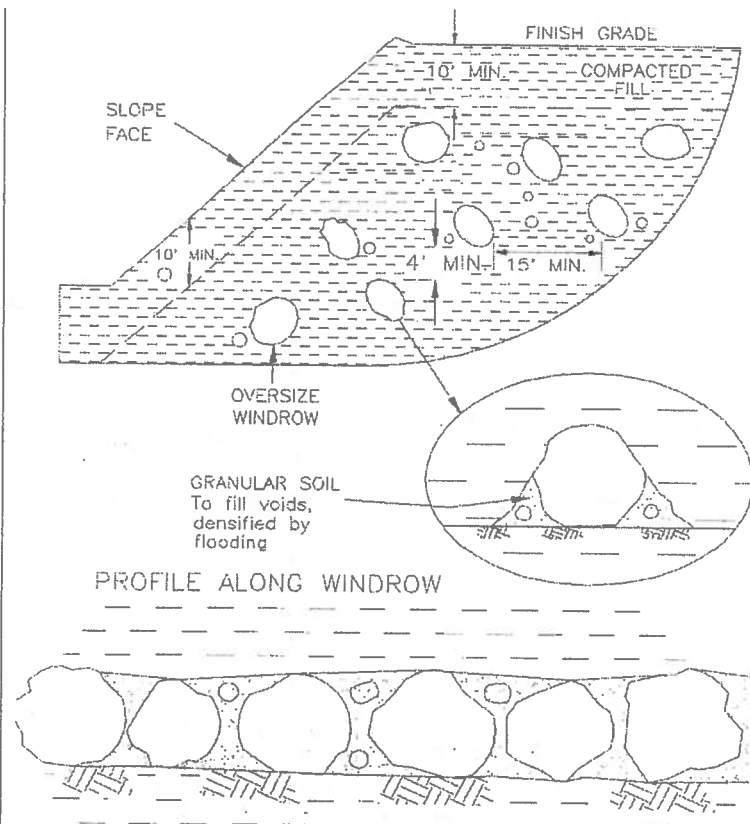 FINISH GRADE
10' MIN.
COMPACTED
FILL
SLOPE
FACE
10' MIN.
4' MIN.
15' MIN.
OVERSIZE
WINDROW
GRANULAR SOIL
To fill voids,
densified by
flooding
PROFILE ALONG WINDROW